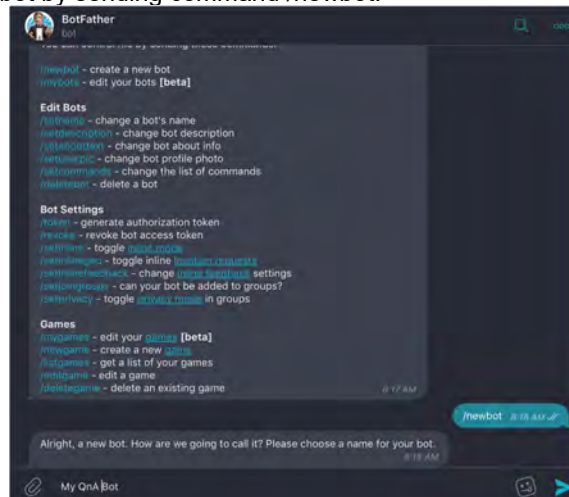 bot by sending command /newbot.
BotFather
bot
You can control me by sending these commands:
/newbot - create a new bot
/mybots - edit your bots [beta]
Edit Bots
/setname - change a bot's name
/setdescription - change bot description
/setabouttext - change bot about info
/setuserpic - change bot profile photo
/setcommands - change the list of commands
/deletebot - delete a bot
Bot Settings
/token - generate authorization token
/revoke - revoke bot access token
/setinline - toggle inline mode
/setinlinegeo - toggle inline location requests
/setinlinefeedback - change inline feedback settings
/setjoingroups - can your bot be added to groups?
/setprivacy - toggle privacy mode in groups
Games
/mygames - edit your games [beta]
/newgame - create a new game
/listgames - get a list of your games
/editgame - edit a game
/deletegame - delete an existing game
8:17 AM
/newbot 8:18 AM
Alright, a new bot. How are we going to call it? Please choose a name for your bot.
8:18 AM
My QnA Bot